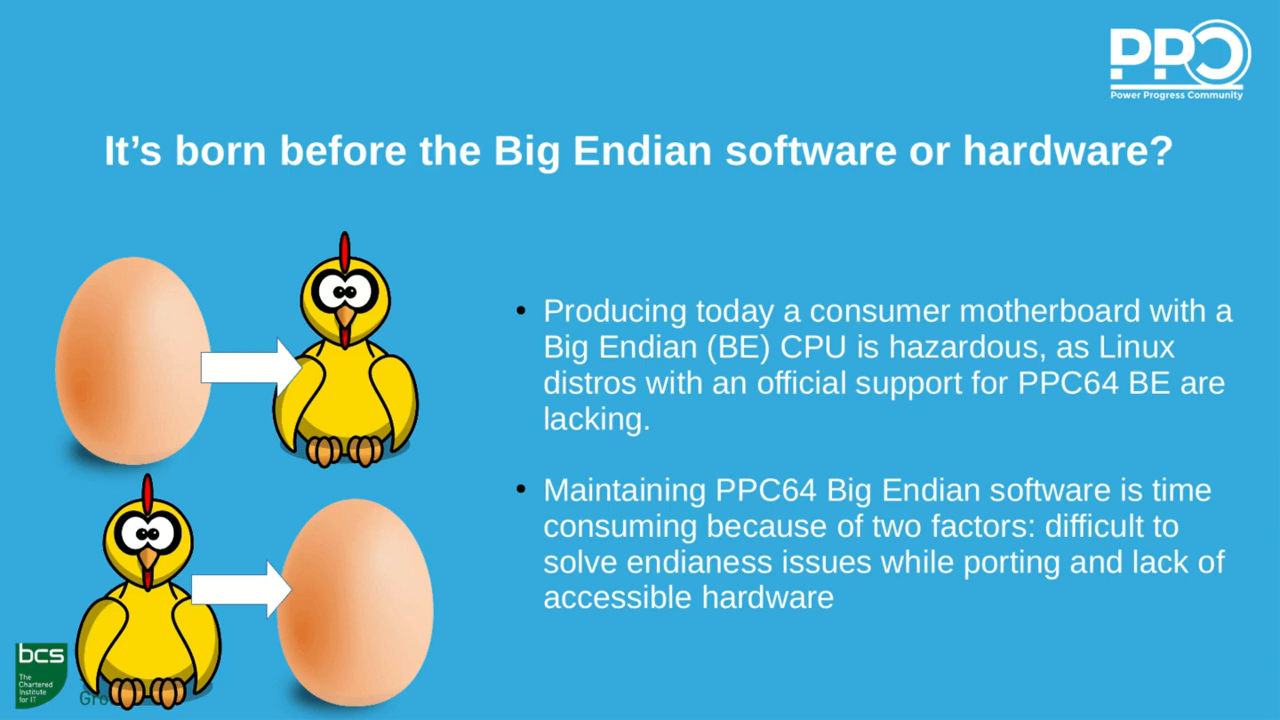 PPC
Power Progress Community
It's born before the Big Endian software or hardware?
• Producing today a consumer motherboard with a
Big Endian (BE) CPU is hazardous, as Linux
distros with an official support for PPC64 BE are
lacking.
• Maintaining PPC64 Big Endian software is time
consuming because of two factors: difficult to
solve endianess issues while porting and lack of
accessible hardware
bcs
The
Chartered
Institute
for IT